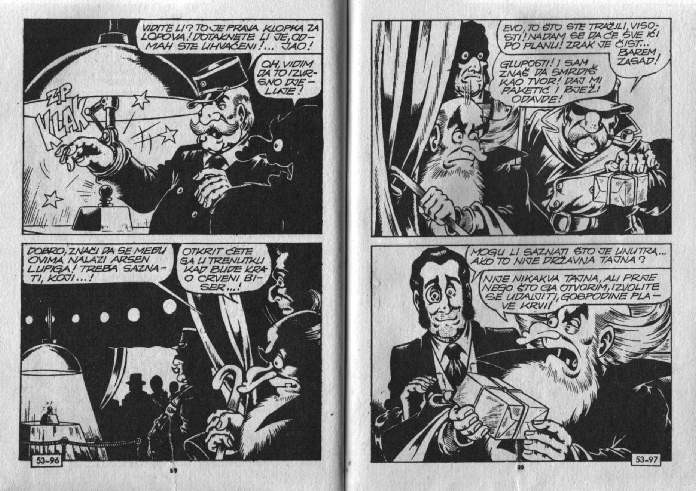 VIDITE LI? TO JE PRAVA KLOPKA ZA
LOPOVA! DOTAKNETE LI JE, OD-
MAH STE UHVAĆENI!... JAO!
OH, VIDIM
DA TO IZVR-
SNO DJE-
LUJE!
ZIP
KLAK
DOBRO, ZNAČI DA SE MEĐU
OVIMA NALAZI ARSEN
LUPIGA! TREBA SAZNA-
TI, KOJI...!
OTKRIT ĆETE
GA U TRENUTKU
KAD BUDE KRA-
O CRVENI BI-
SER...!
53-96
59
EVO, TO ŠTO STE TRAŽILI, VISO-
STI! NADAM SE DA ĆE SVE IĆI
PO PLANU! ZRAK JE ČIST...
BAREM
ZASAD!
GLUPOSTI! I SAM
ZNAŠ DA SMRDIŠ
KAO TVOR! DAJ MI
PAKETIĆ I BJEŽI
ODAVDE!
MOGU LI SAZNATI ŠTO JE UNUTRA...
AKO TO NIJE DRŽAVNA TAJNA?
NIJE NIKAKVA TAJNA, ALI PRIJE
NEGO ŠTO GA OTVORIM, IZVOLITE
SE UDALJITI, GOSPODINE PLA-
VE KRVI!
53-97